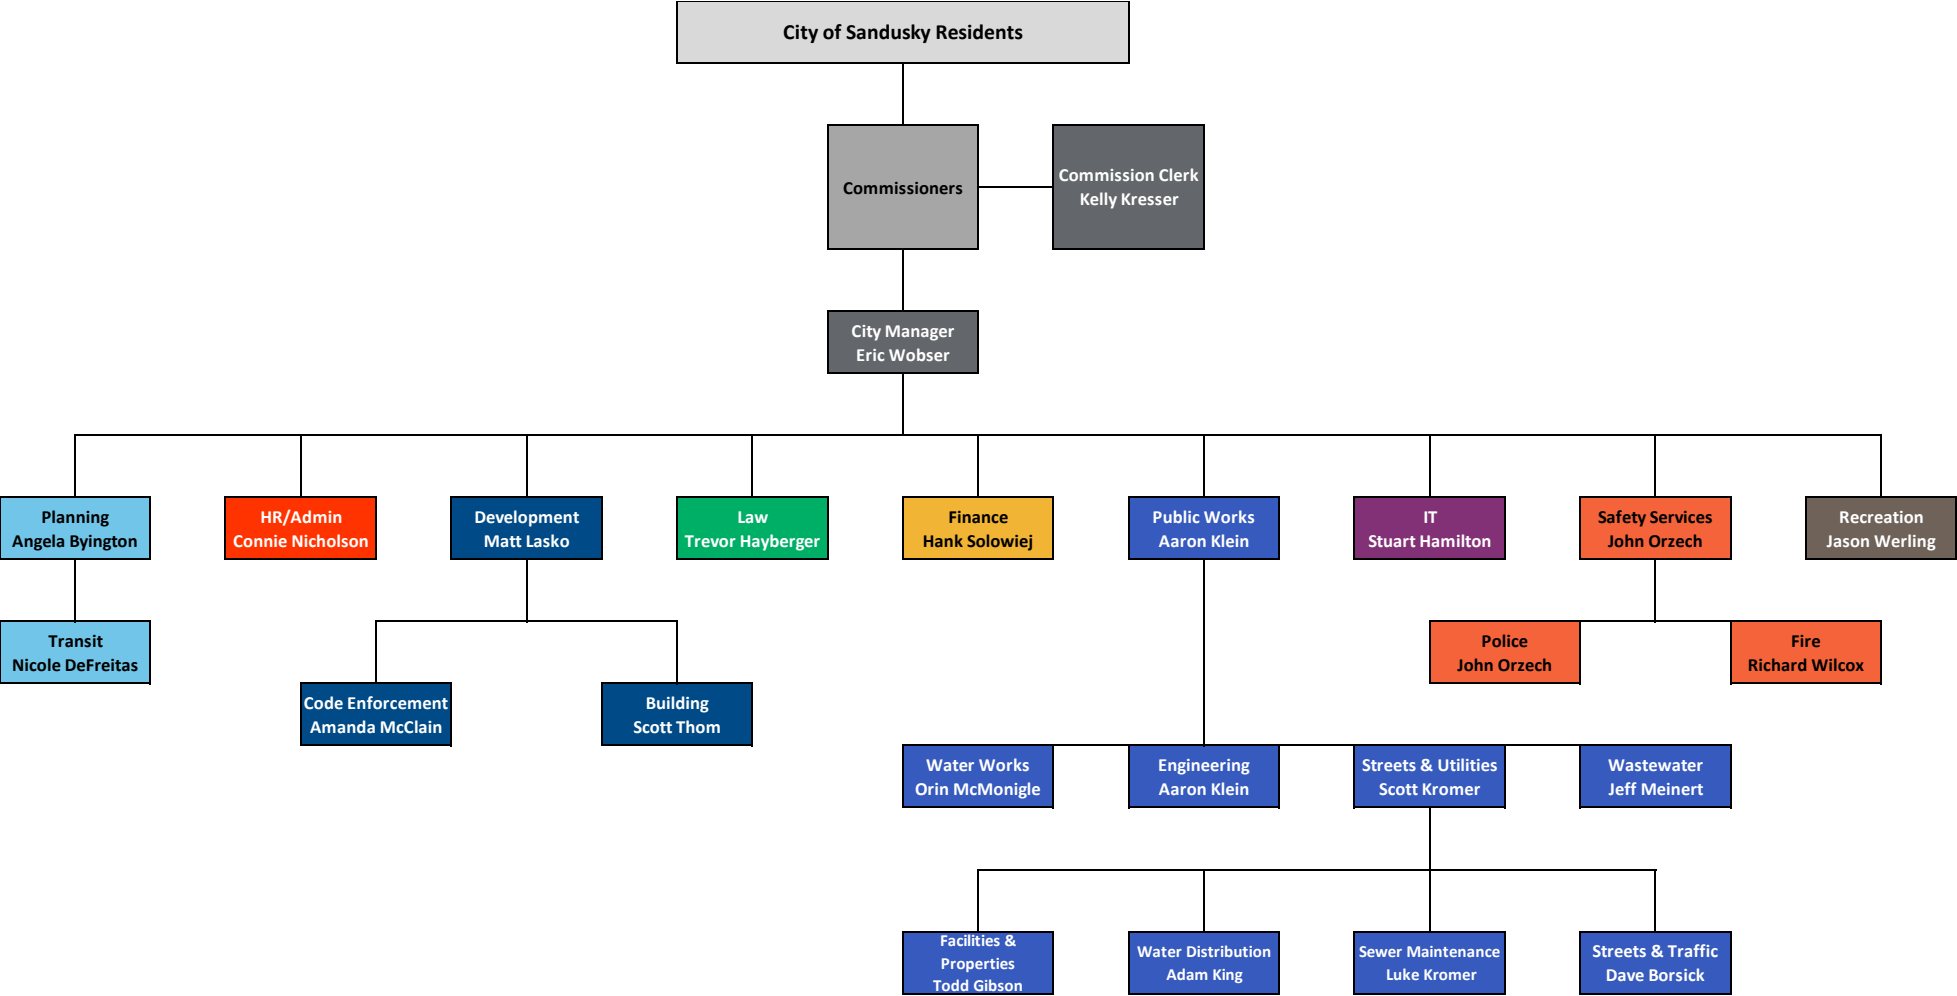 City of Sandusky Residents
Commissioners
Commission Clerk
Kelly Kresser
City Manager
Eric Wobser
Planning
Angela Byington
HR/Admin
Connie Nicholson
Development
Matt Lasko
Law
Trevor Hayberger
Finance
Hank Solowiej
Public Works
Aaron Klein
IT
Stuart Hamilton
Safety Services
John Orzech
Recreation
Jason Werling
Transit
Nicole DeFreitas
Police
John Orzech
Fire
Richard Wilcox
Code Enforcement
Amanda McClain
Building
Scott Thom
Water Works
Orin McMonigle
Engineering
Aaron Klein
Streets & Utilities
Scott Kromer
Wastewater
Jeff Meinert
Facilities &
Properties
Todd Gibson
Water Distribution
Adam King
Sewer Maintenance
Luke Kromer
Streets & Traffic
Dave Borsick